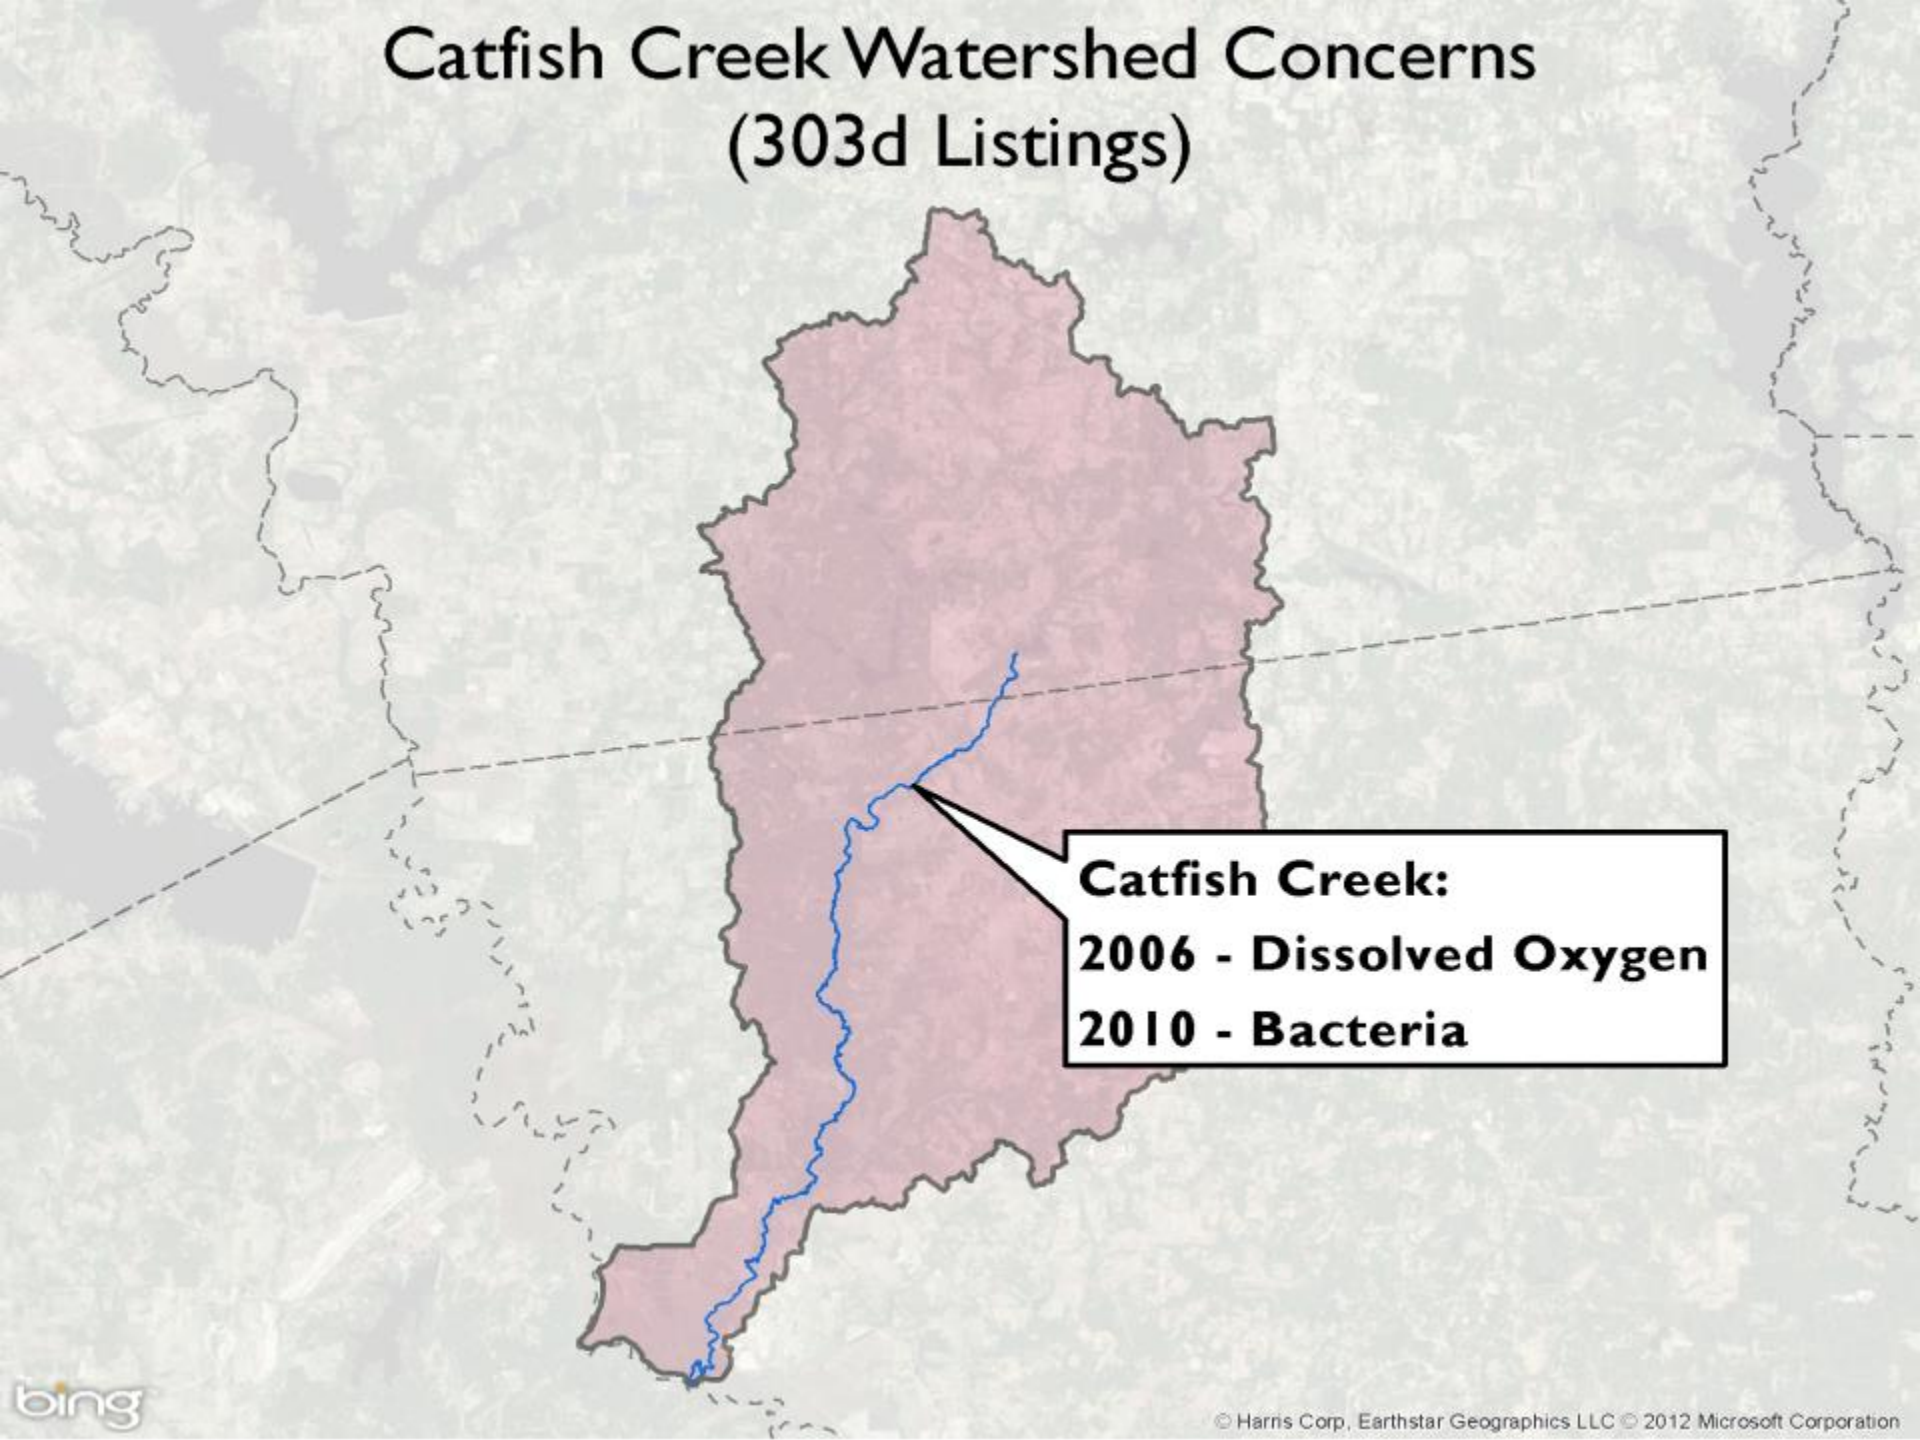 Catfish Creek Watershed Concerns
(303d Listings)
Catfish Creek:
2006 - Dissolved Oxygen
2010 - Bacteria
bing
© Harris Corp, Earthstar Geographics LLC © 2012 Microsoft Corporation